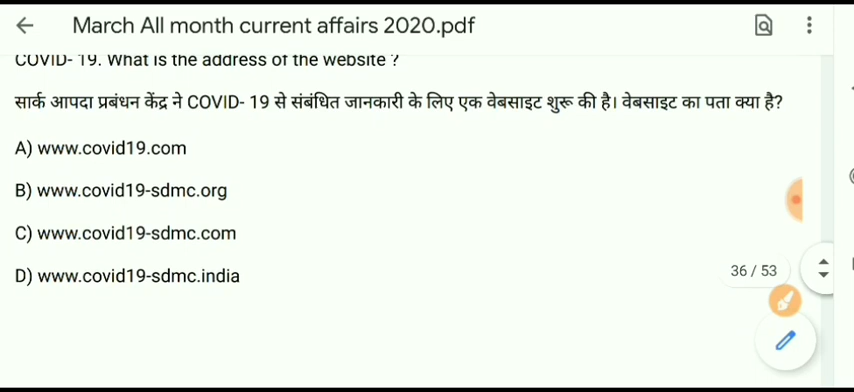 March All month current affairs 2020.pdf
COVID- 19. What is the address of the website ?
सार्क आपदा प्रबंधन केंद्र ने COVID- 19 से संबंधित जानकारी के लिए एक वेबसाइट शुरू की है। वेबसाइट का पता क्या है?
A) www.covid19.com
B) www.covid19-sdmc.org
C) www.covid19-sdmc.com
D) www.covid19-sdmc.india
36 / 53